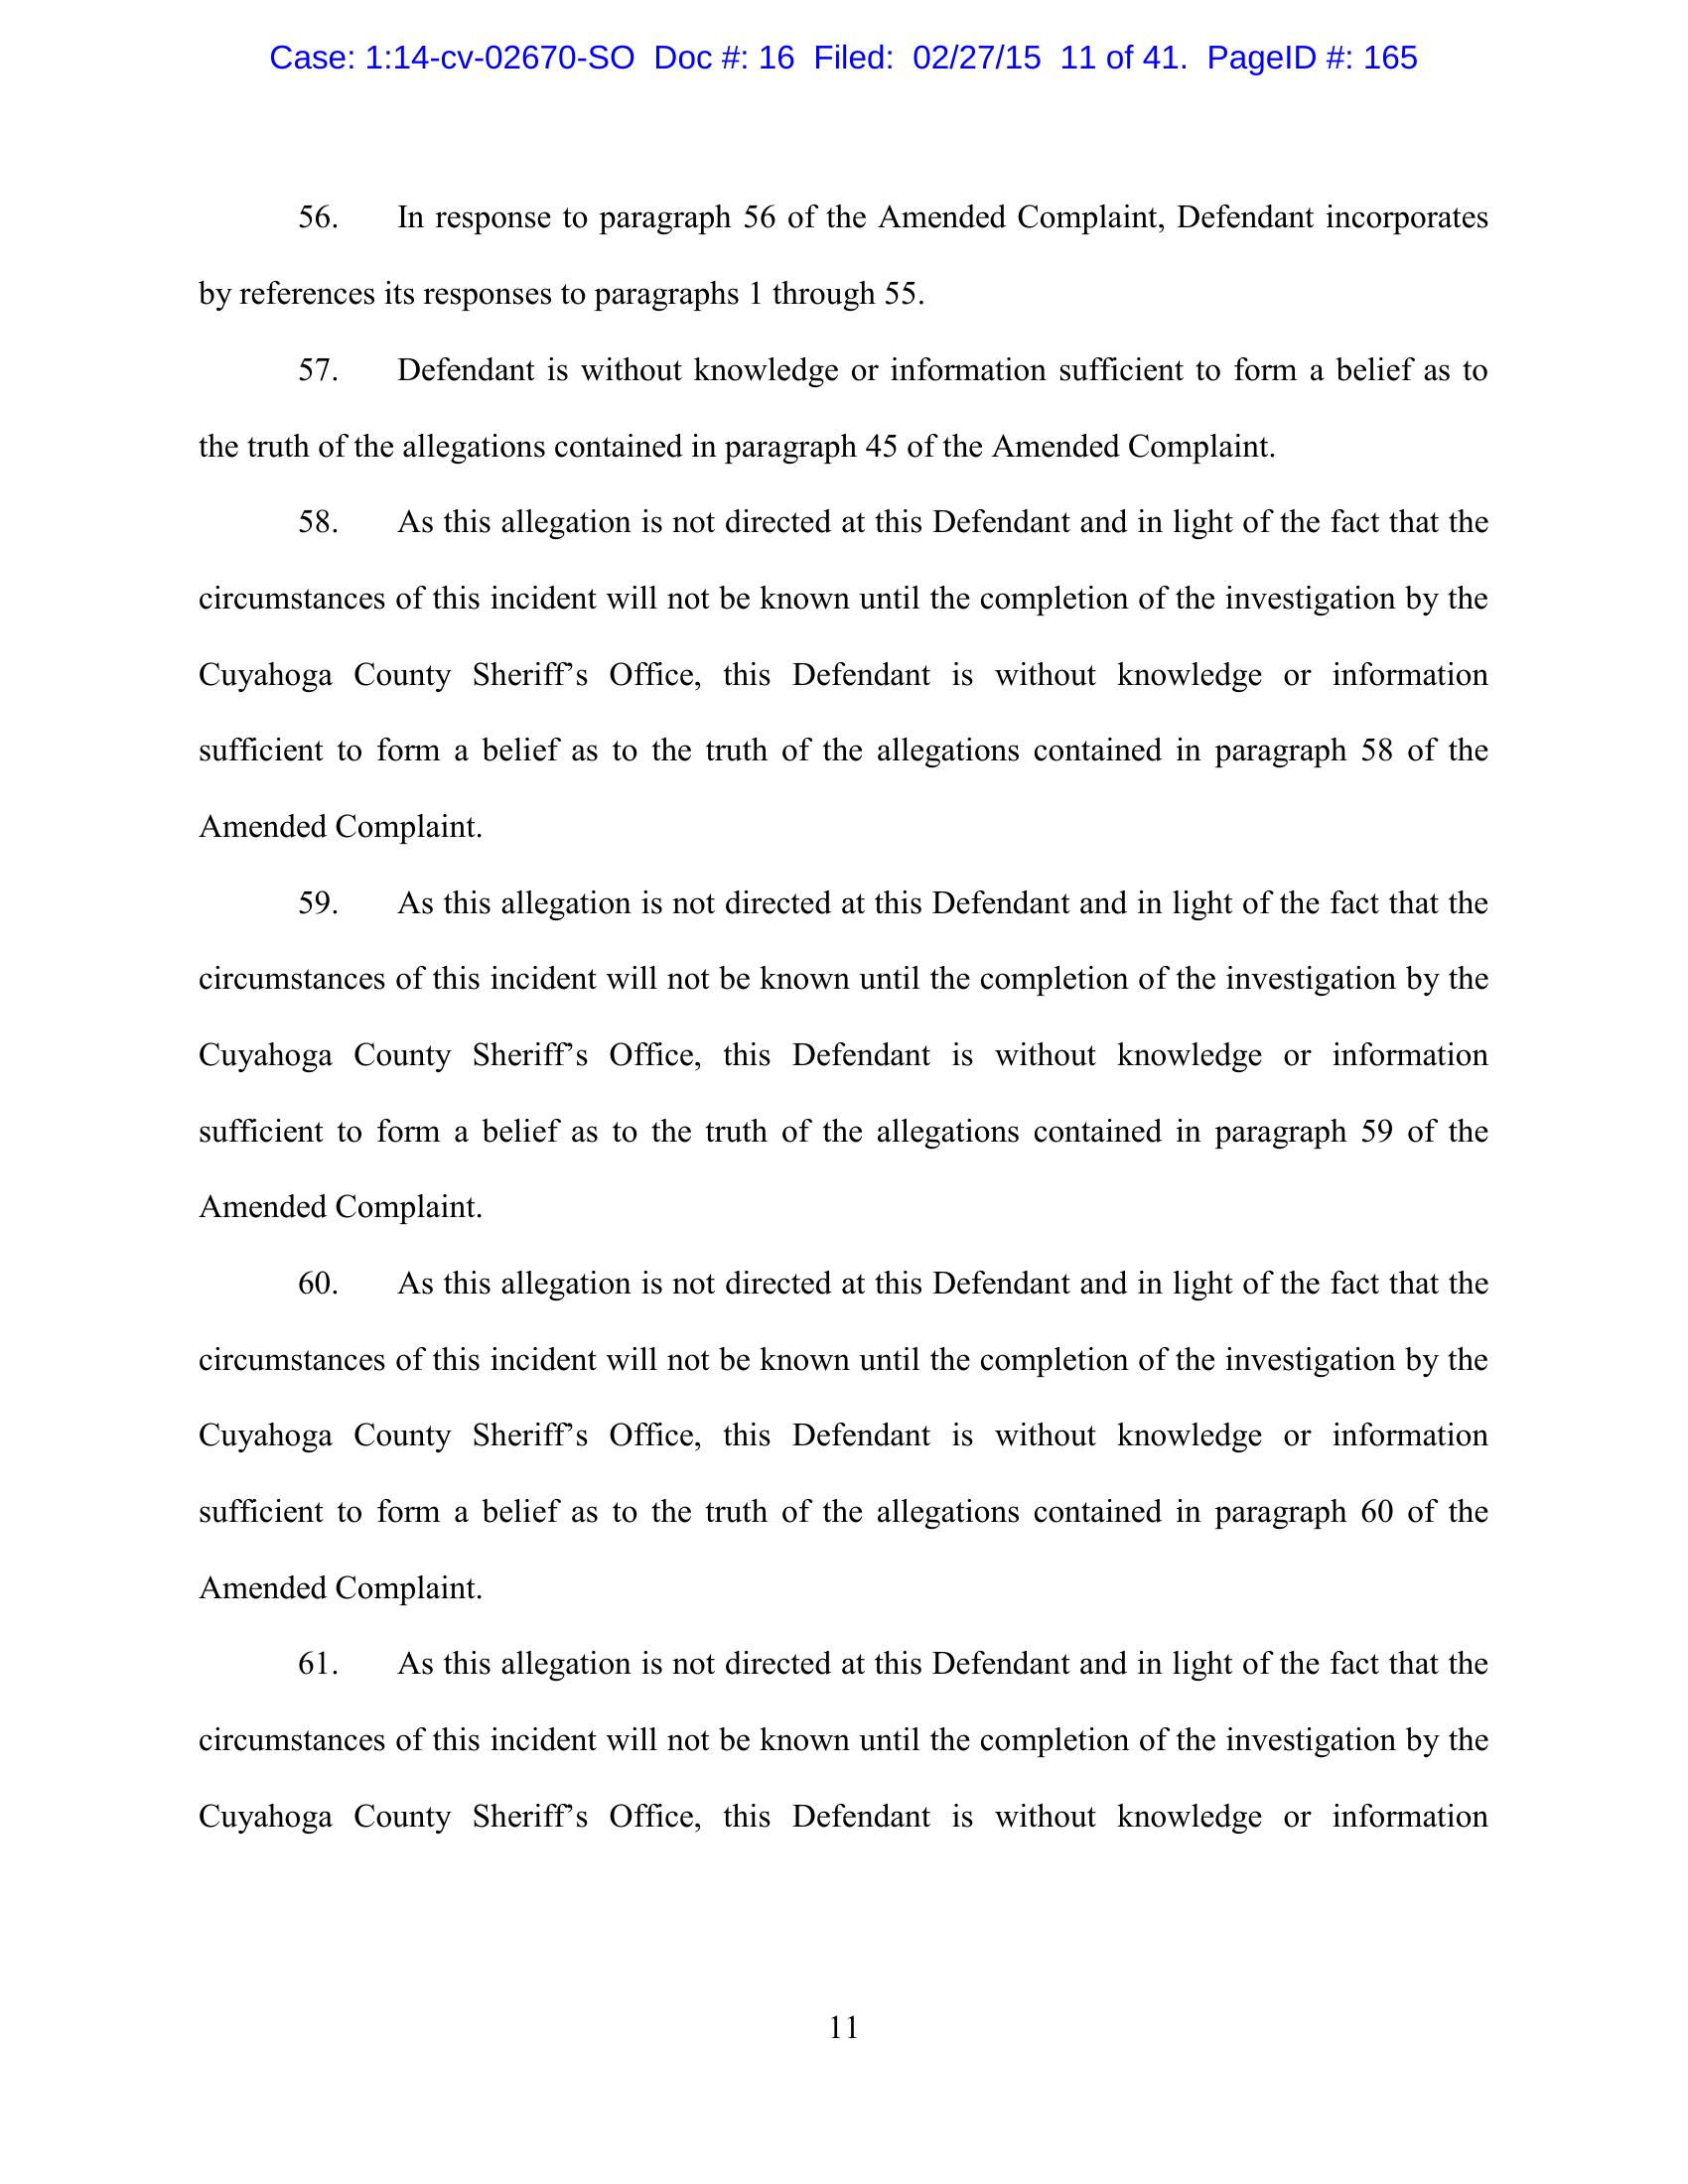 Case: 1:14-cv-02670-SO Doc #: 16 Filed: 02/27/15 11 of 41. PageID #: 165
56. In response to paragraph 56 of the Amended Complaint, Defendant incorporates
by references its responses to paragraphs 1 through 55.
57. Defendant is without knowledge or information sufficient to form a belief as to
the truth of the allegations contained in paragraph 45 of the Amended Complaint.
58. As this allegation is not directed at this Defendant and in light of the fact that the
circumstances of this incident will not be known until the completion of the investigation by the
Cuyahoga County Sheriff’s Office, this Defendant is without knowledge or information
sufficient to form a belief as to the truth of the allegations contained in paragraph 58 of the
Amended Complaint.
59. As this allegation is not directed at this Defendant and in light of the fact that the
circumstances of this incident will not be known until the completion of the investigation by the
Cuyahoga County Sheriff’s Office, this Defendant is without knowledge or information
sufficient to form a belief as to the truth of the allegations contained in paragraph 59 of the
Amended Complaint.
60. As this allegation is not directed at this Defendant and in light of the fact that the
circumstances of this incident will not be known until the completion of the investigation by the
Cuyahoga County Sheriff’s Office, this Defendant is without knowledge or information
sufficient to form a belief as to the truth of the allegations contained in paragraph 60 of the
Amended Complaint.
61. As this allegation is not directed at this Defendant and in light of the fact that the
circumstances of this incident will not be known until the completion of the investigation by the
Cuyahoga County Sheriff’s Office, this Defendant is without knowledge or information
11